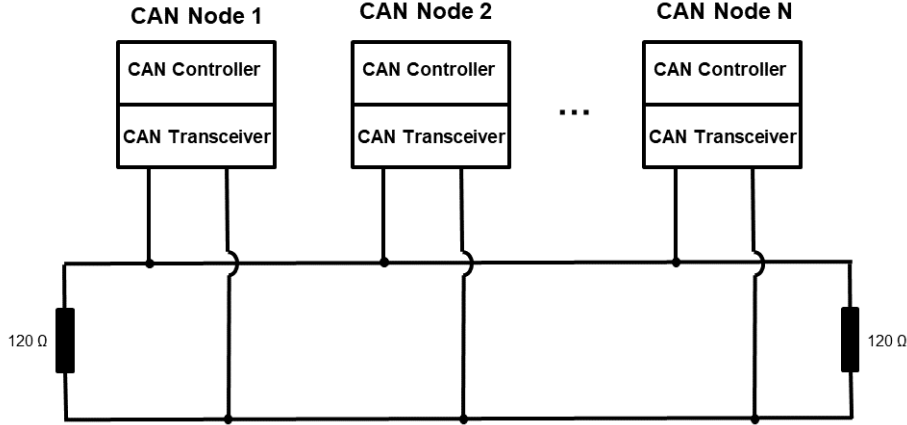 CAN Node 1
CAN Node 2
CAN Node N
CAN Controller
CAN Controller
CAN Controller
...
CAN Transceiver
CAN Transceiver
CAN Transceiver
120 Ω
120 Ω